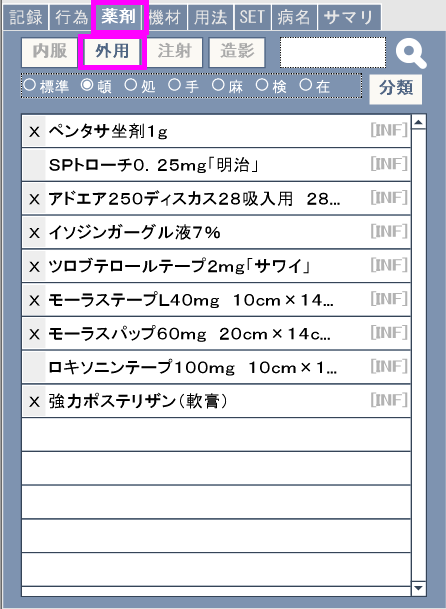 記録 行為 薬剤 機材 用法 SET 病名 サマリ
内服 外用 注射 造影
標準 頓 処 手 麻 検 在 分類
x ペンタサ坐剤1g [INF]
SPトローチ0．25mg「明治」 [INF]
x アドエア250ディスカス28吸入用　28... [INF]
x イソジンガーグル液7% [INF]
x ツロブテロールテープ2mg「サワイ」 [INF]
x モーラステープL40mg　10cm×14... [INF]
x モーラスパップ60mg　20cm×14c... [INF]
ロキソニンテープ100mg　10cm×1... [INF]
x 強力ポステリザン（軟膏） [INF]